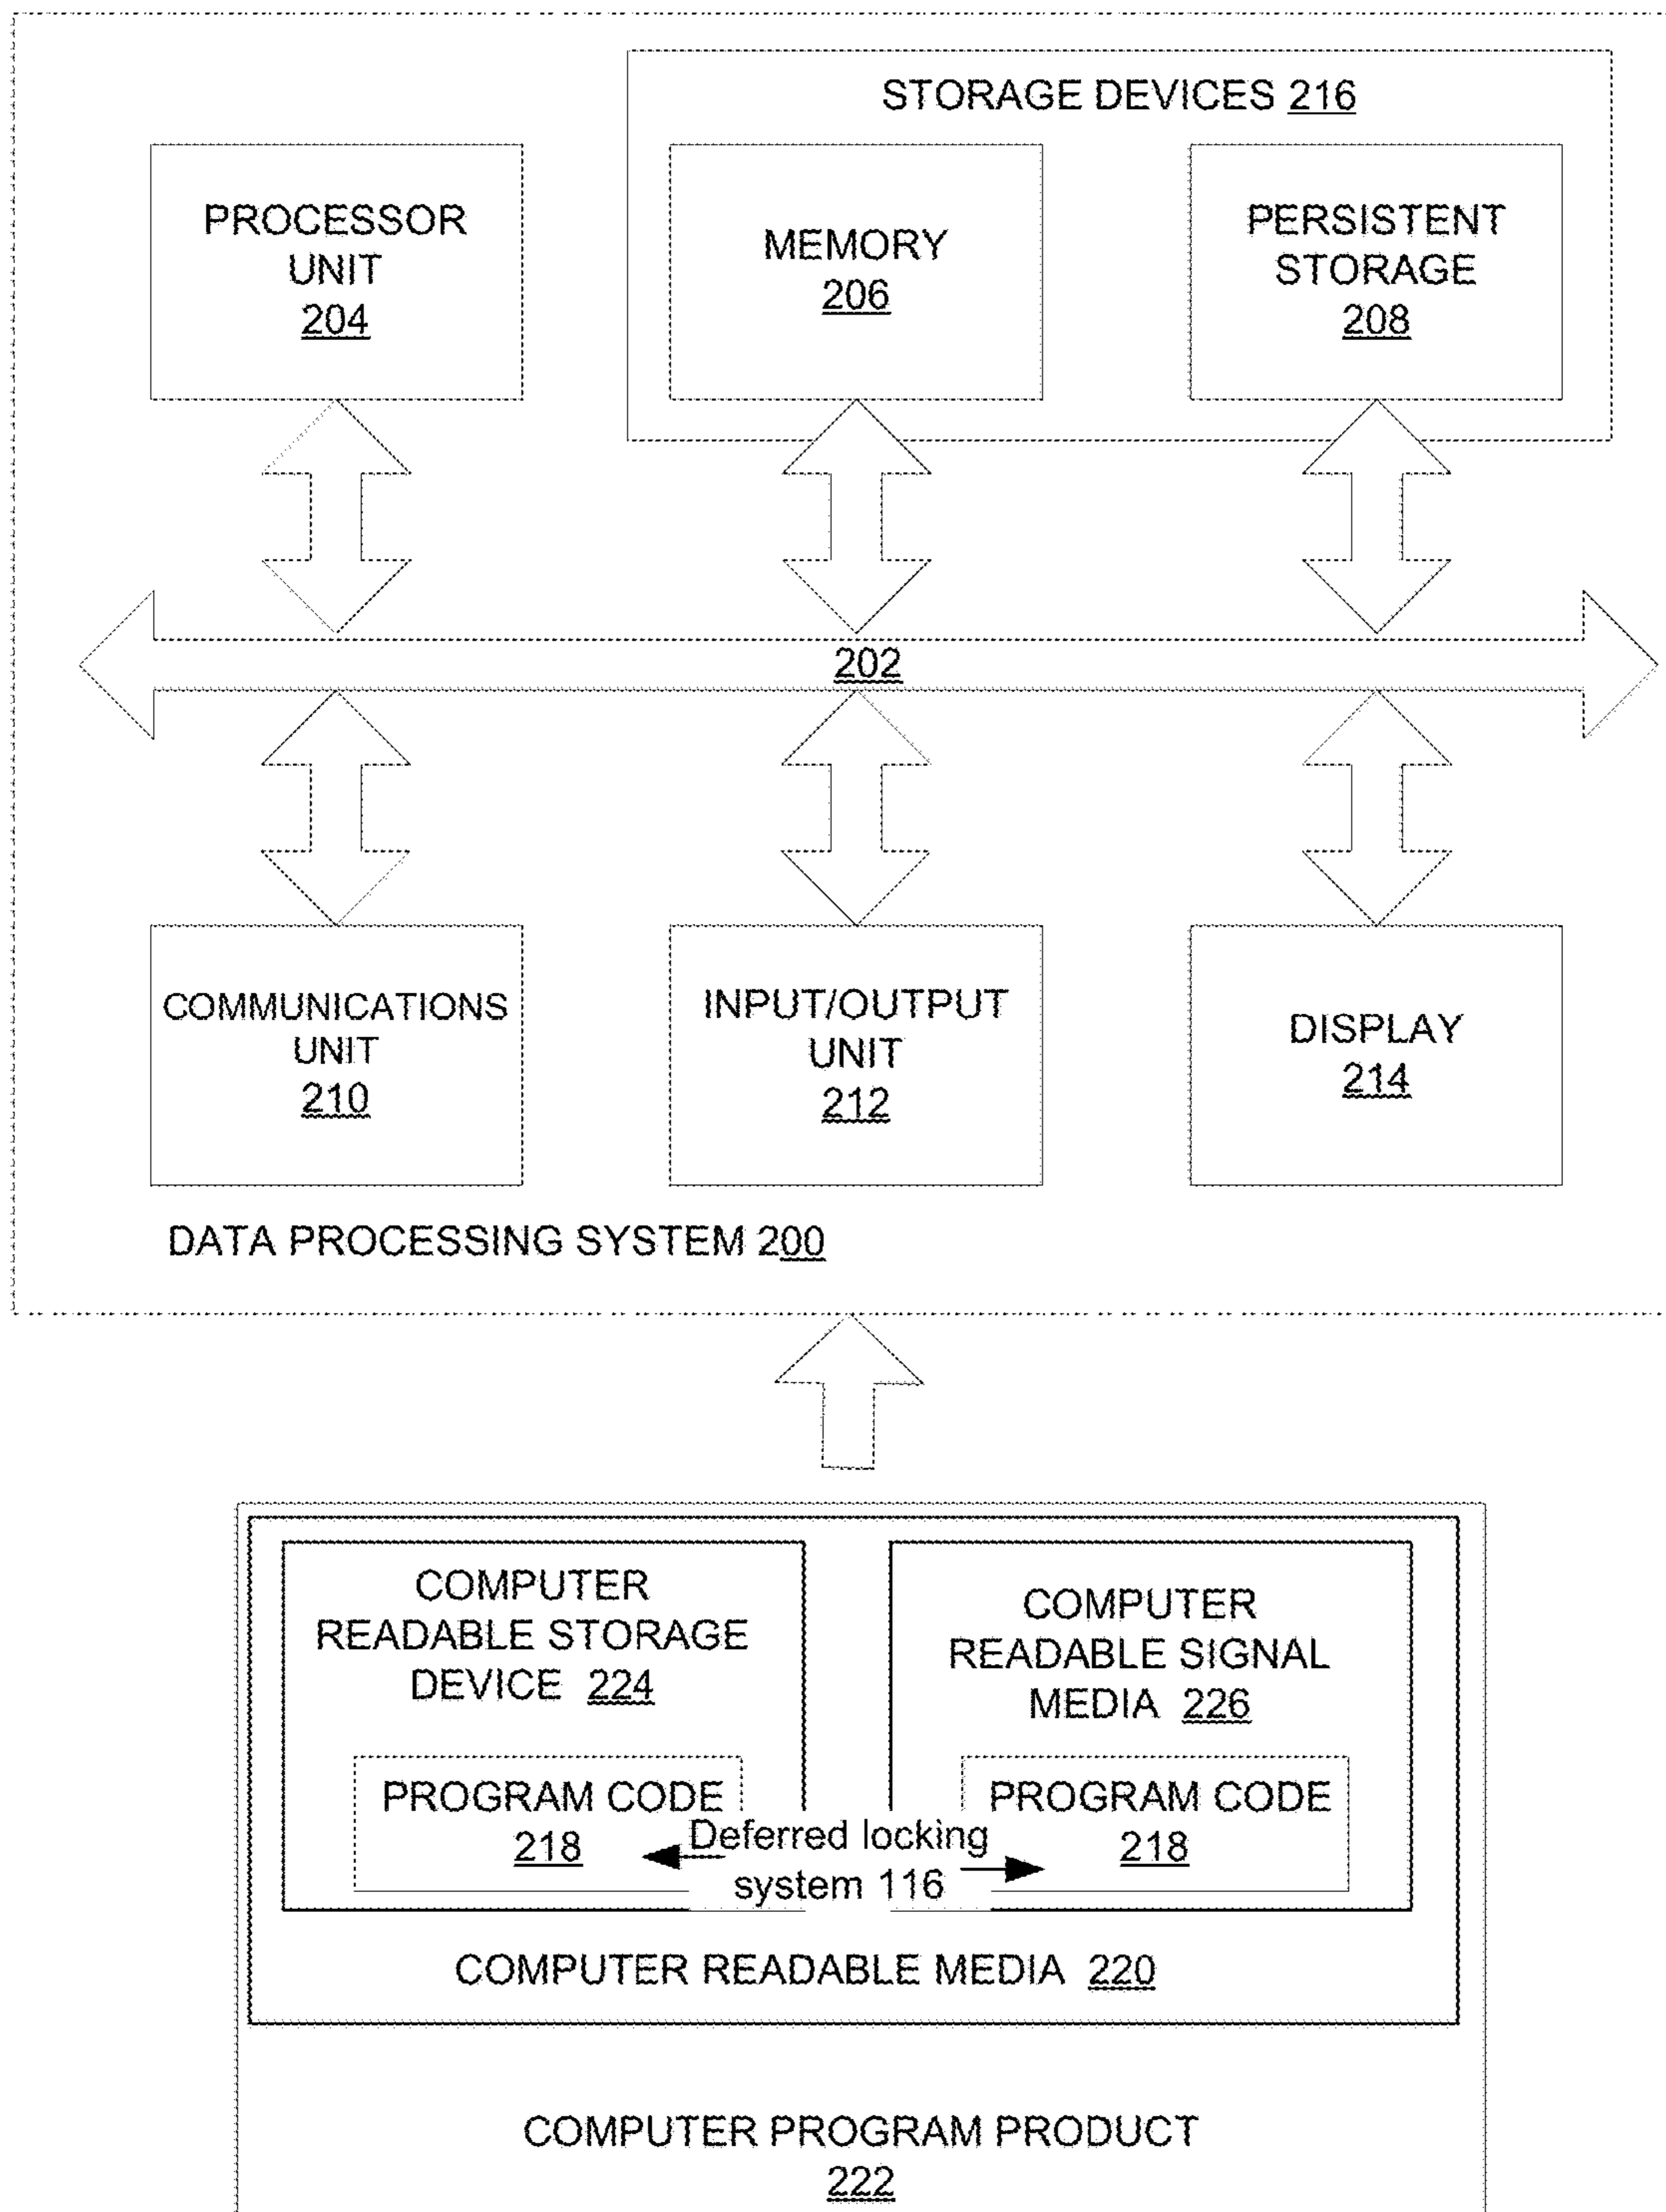 STORAGE DEVICES 216
PROCESSOR
UNIT
204
MEMORY
206
PERSISTENT
STORAGE
208
202
COMMUNICATIONS
UNIT
210
INPUT/OUTPUT
UNIT
212
DISPLAY
214
DATA PROCESSING SYSTEM 200
COMPUTER
READABLE STORAGE
DEVICE 224
COMPUTER
READABLE SIGNAL
MEDIA 226
PROGRAM CODE
218
PROGRAM CODE
218
Deferred locking
system 116
COMPUTER READABLE MEDIA 220
COMPUTER PROGRAM PRODUCT
222